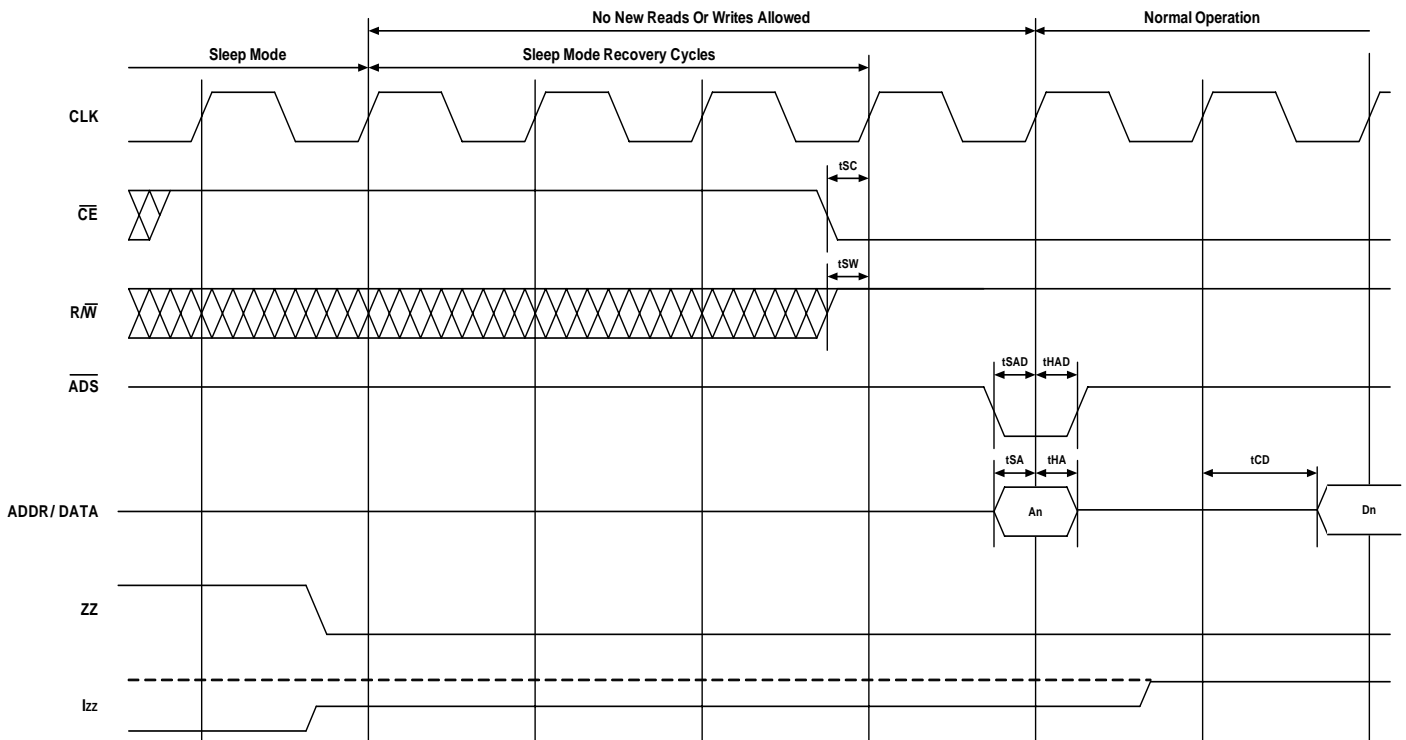 No New Reads Or Writes Allowed
Normal Operation
Sleep Mode
Sleep Mode Recovery Cycles
CLK
tSC
CE
tSW
R/W
tSAD
tHAD
ADS
tSA
tHA
tCD
ADDR/ DATA
An
Dn
ZZ
Izz